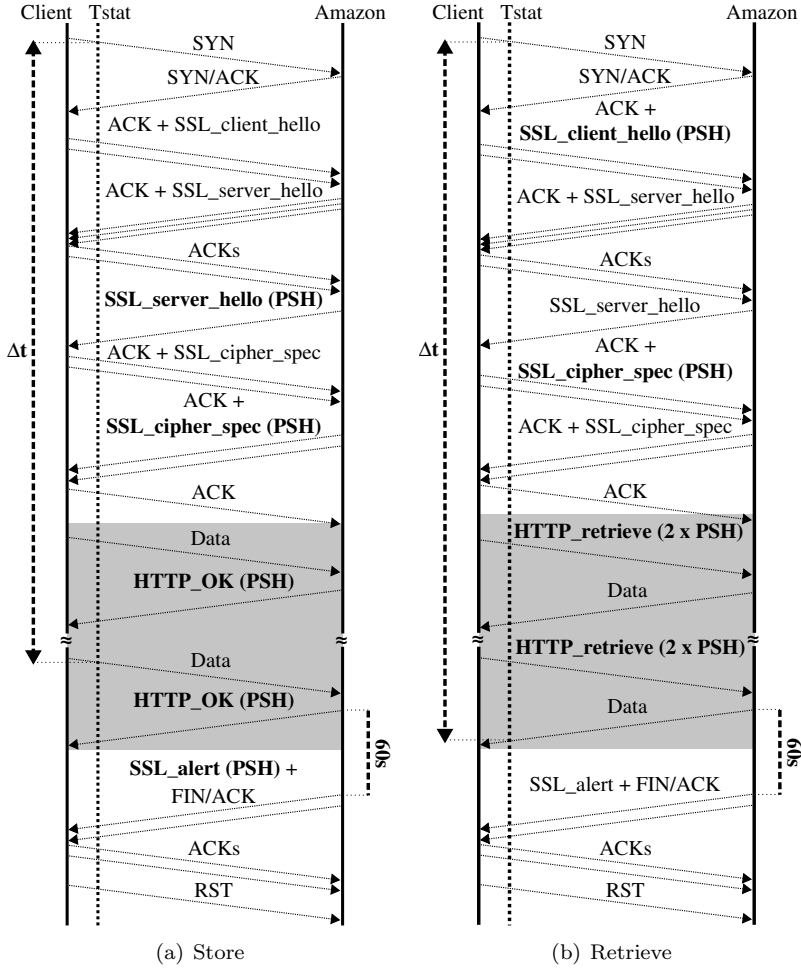 Client Tstat Amazon
SYN
SYN/ACK
ACK + SSL_client_hello
ACK + SSL_server_hello
ACKs
SSL_server_hello (PSH)
Δt
ACK + SSL_cipher_spec
ACK +
SSL_cipher_spec (PSH)
ACK
Data
HTTP_OK (PSH)
≈ ≈
Data
HTTP_OK (PSH)
60s
SSL_alert (PSH) +
FIN/ACK
ACKs
RST
(a) Store
Client Tstat Amazon
SYN
SYN/ACK
ACK +
SSL_client_hello (PSH)
ACK + SSL_server_hello
ACKs
SSL_server_hello
Δt
ACK +
SSL_cipher_spec (PSH)
ACK + SSL_cipher_spec
ACK
HTTP_retrieve (2 x PSH)
Data
≈ ≈
HTTP_retrieve (2 x PSH)
Data
60s
SSL_alert + FIN/ACK
ACKs
RST
(b) Retrieve